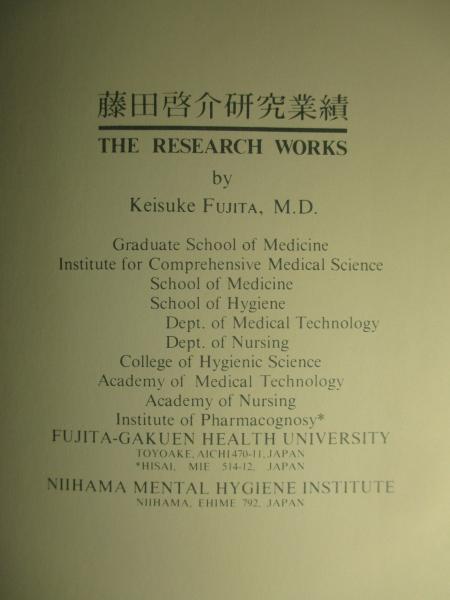 藤田啓介研究業績
THE RESEARCH WORKS
by
Keisuke FUJITA, M.D.
Graduate School of Medicine
Institute for Comprehensive Medical Science
School of Medicine
School of Hygiene
Dept. of Medical Technology
Dept. of Nursing
College of Hygienic Science
Academy of Medical Technology
Academy of Nursing
Institute of Pharmacognosy*
FUJITA-GAKUEN HEALTH UNIVERSITY
TOYOAKE, AICHI 470-11, JAPAN
*HISAI, MIE 514-12, JAPAN
NIIHAMA MENTAL HYGIENE INSTITUTE
NIIHAMA, EHIME 792, JAPAN